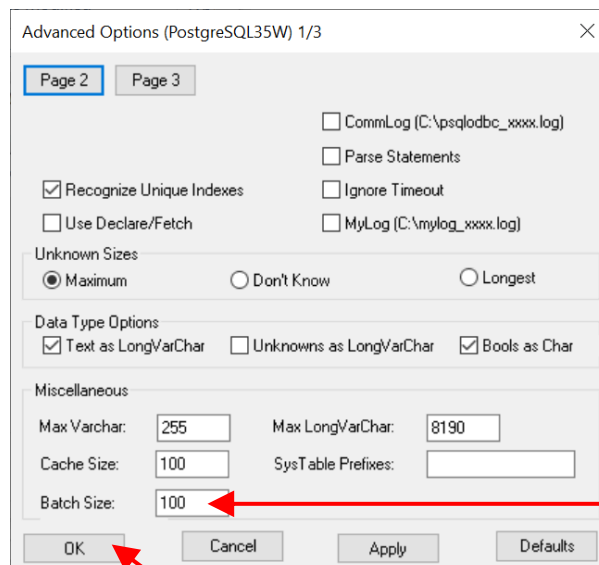 Advanced Options (PostgreSQL35W) 1/3
Page 2 Page 3
CommLog (C:\psqlodbc_xxxx.log)
Parse Statements
Recognize Unique Indexes Ignore Timeout
Use Declare/Fetch MyLog (C:\mylog_xxxx.log)
Unknown Sizes
Maximum Don't Know Longest
Data Type Options
Text as LongVarChar Unknowns as LongVarChar Bools as Char
Miscellaneous
Max Varchar: 255 Max LongVarChar: 8190
Cache Size: 100 SysTable Prefixes:
Batch Size: 100
OK Cancel Apply Defaults